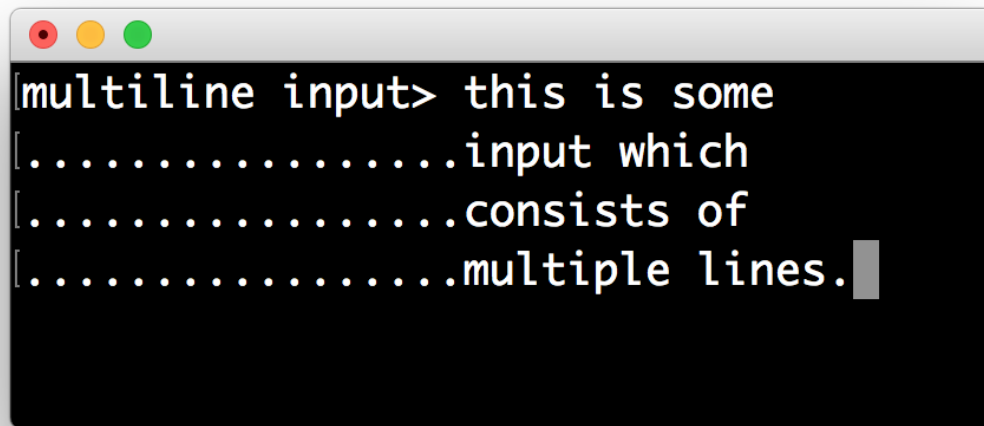 multiline input> this is some
.................input which
.................consists of
.................multiple lines.